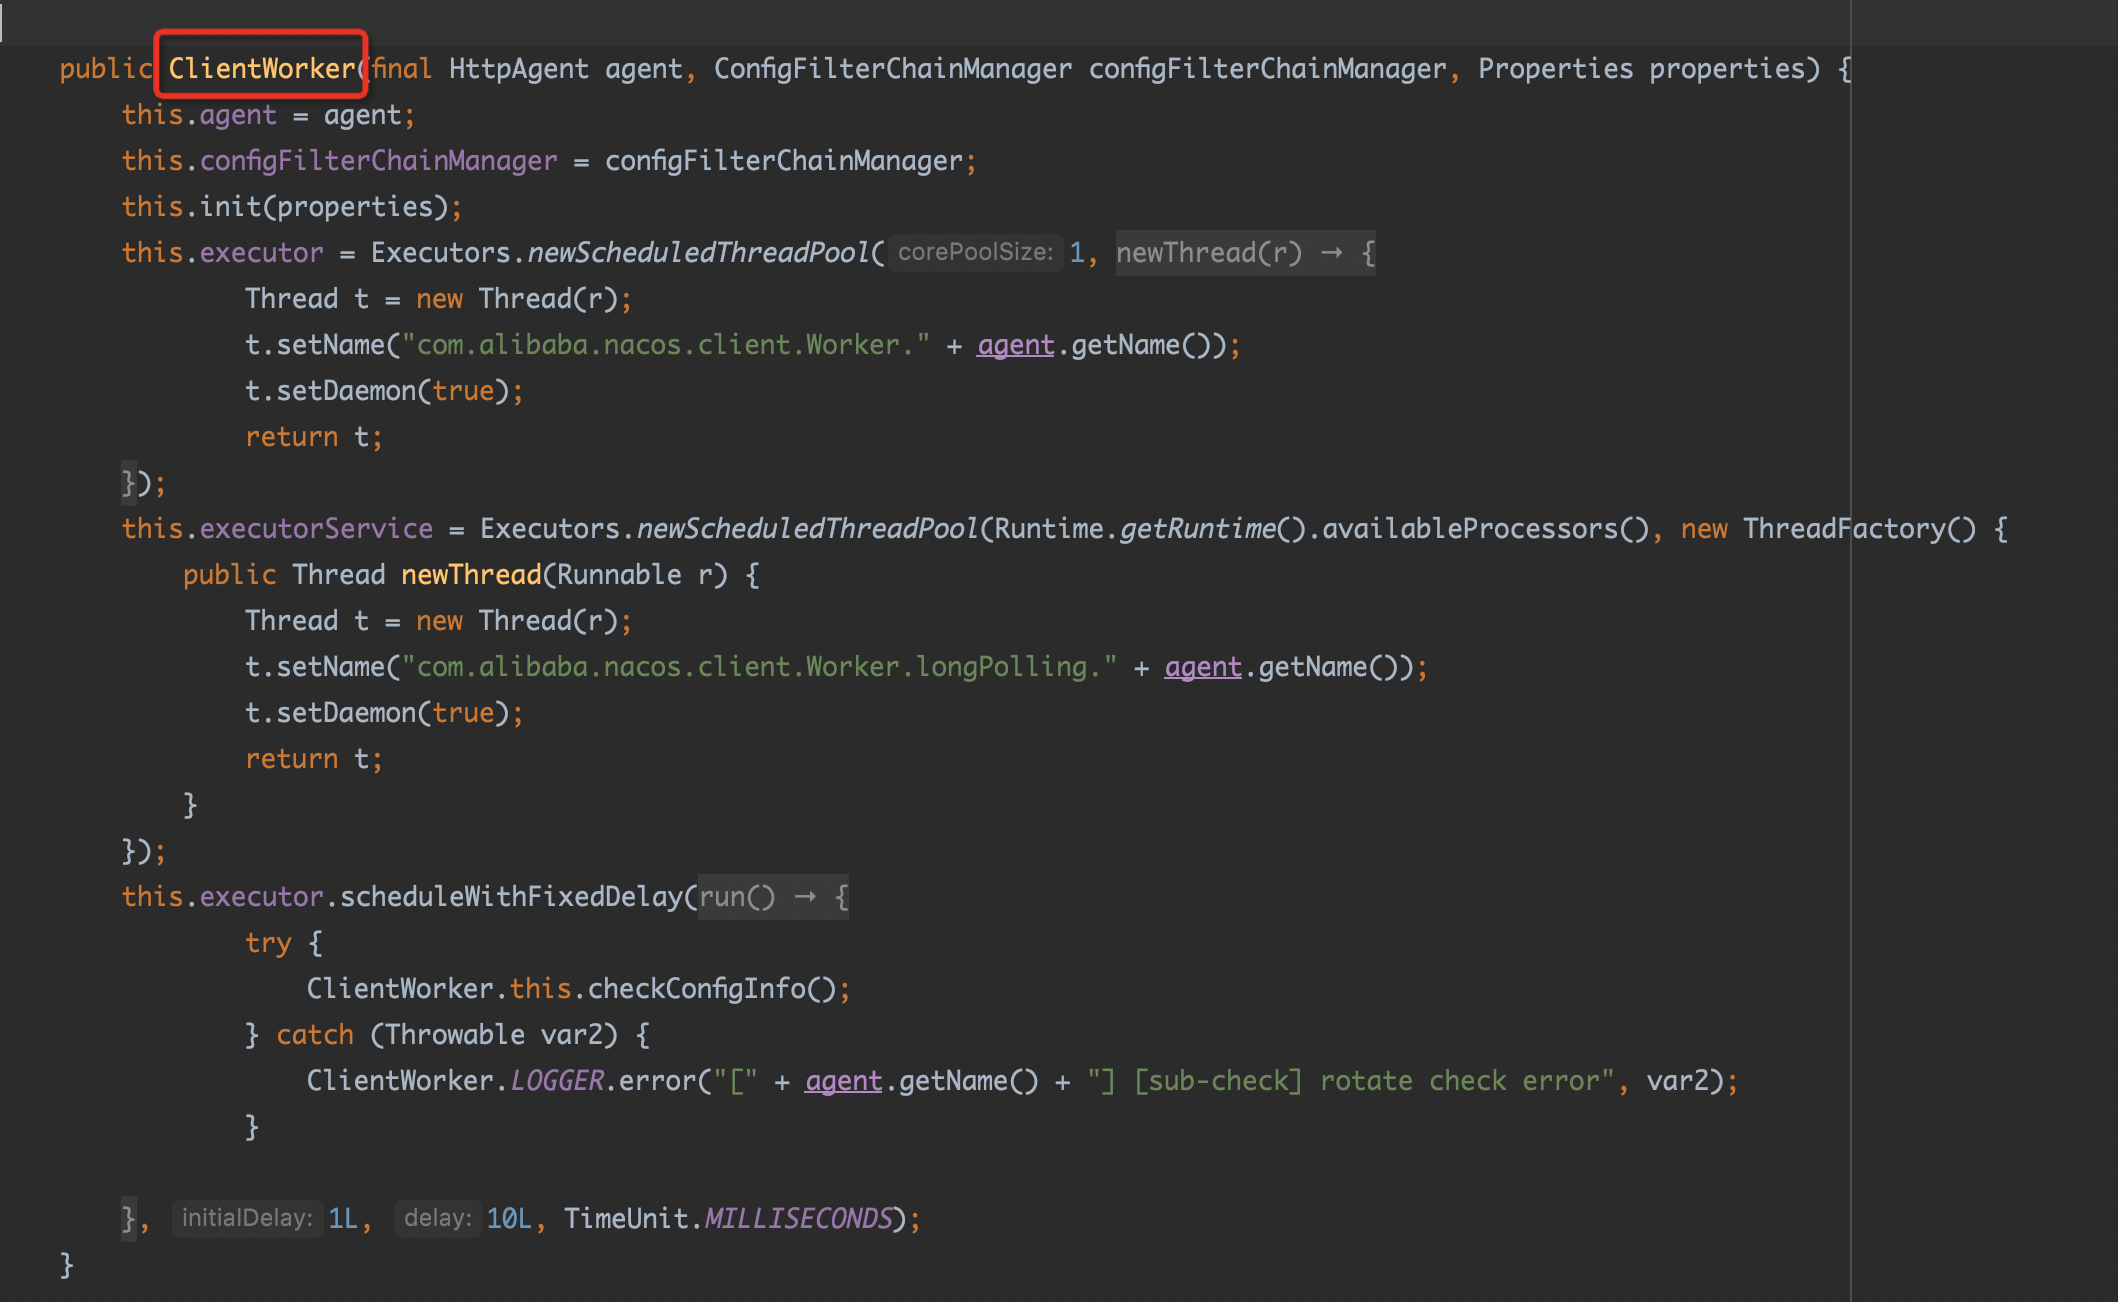 public ClientWorker(final HttpAgent agent, ConfigFilterChainManager configFilterChainManager, Properties properties) {
this.agent = agent;
this.configFilterChainManager = configFilterChainManager;
this.init(properties);
this.executor = Executors.newScheduledThreadPool( corePoolSize: 1, newThread(r) → {
Thread t = new Thread(r);
t.setName("com.alibaba.nacos.client.Worker." + agent.getName());
t.setDaemon(true);
return t;
});
this.executorService = Executors.newScheduledThreadPool(Runtime.getRuntime().availableProcessors(), new ThreadFactory() {
public Thread newThread(Runnable r) {
Thread t = new Thread(r);
t.setName("com.alibaba.nacos.client.Worker.longPolling." + agent.getName());
t.setDaemon(true);
return t;
}
});
this.executor.scheduleWithFixedDelay(run() → {
try {
ClientWorker.this.checkConfigInfo();
} catch (Throwable var2) {
ClientWorker.LOGGER.error("[" + agent.getName() + "] [sub-check] rotate check error", var2);
}
}, initialDelay: 1L, delay: 10L, TimeUnit.MILLISECONDS);
}